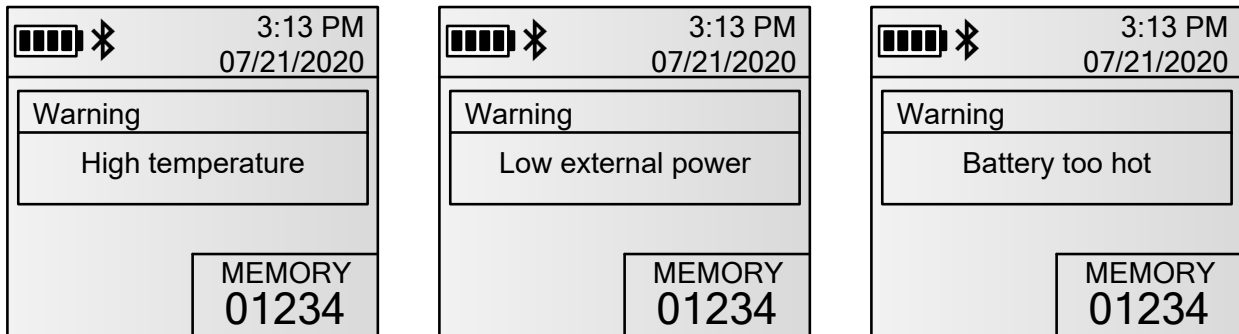 3:13 PM
07/21/2020
Warning
High temperature
MEMORY
01234
3:13 PM
07/21/2020
Warning
Low external power
MEMORY
01234
3:13 PM
07/21/2020
Warning
Battery too hot
MEMORY
01234